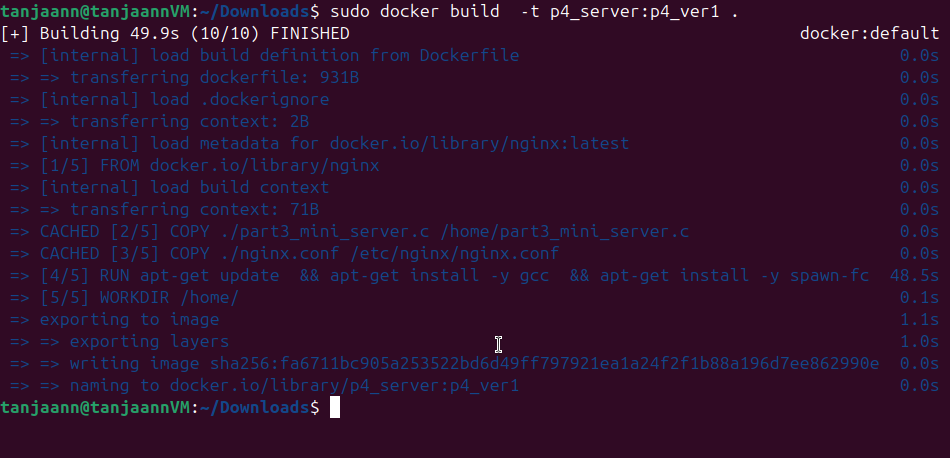 tanjaann@tanjaannVM:~/Downloads$ sudo docker build  -t p4_server:p4_ver1 .
[+] Building 49.9s (10/10) FINISHED docker:default
=> [internal] load build definition from Dockerfile 0.0s
=> => transferring dockerfile: 931B 0.0s
=> [internal] load .dockerignore 0.0s
=> => transferring context: 2B 0.0s
=> [internal] load metadata for docker.io/library/nginx:latest 0.0s
=> [1/5] FROM docker.io/library/nginx 0.0s
=> [internal] load build context 0.0s
=> => transferring context: 71B 0.0s
=> CACHED [2/5] COPY ./part3_mini_server.c /home/part3_mini_server.c 0.0s
=> CACHED [3/5] COPY ./nginx.conf /etc/nginx/nginx.conf 0.0s
=> [4/5] RUN apt-get update  && apt-get install -y gcc  && apt-get install -y spawn-fc 48.5s
=> [5/5] WORKDIR /home/ 0.1s
=> exporting to image 1.1s
=> => exporting layers 1.0s
=> => writing image sha256:fa6711bc905a253522bd6d49ff797921ea1a24f2f1b88a196d7ee862990e 0.0s
=> => naming to docker.io/library/p4_server:p4_ver1 0.0s
tanjaann@tanjaannVM:~/Downloads$